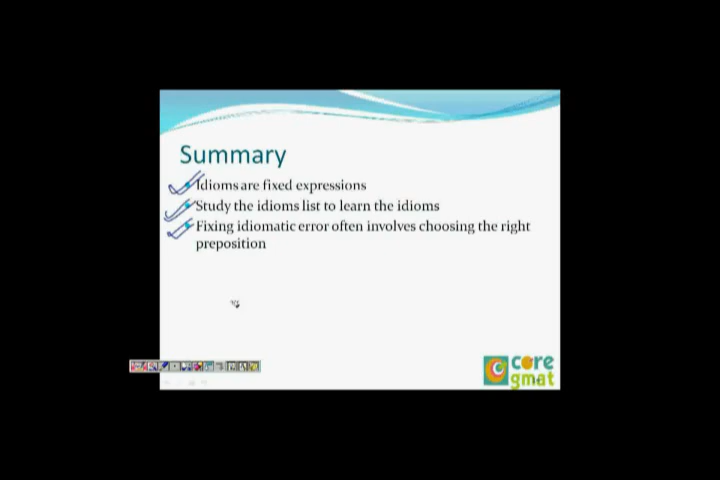 Summary
Idioms are fixed expressions
Study the idioms list to learn the idioms
Fixing idiomatic error often involves choosing the right
preposition
core
gmat